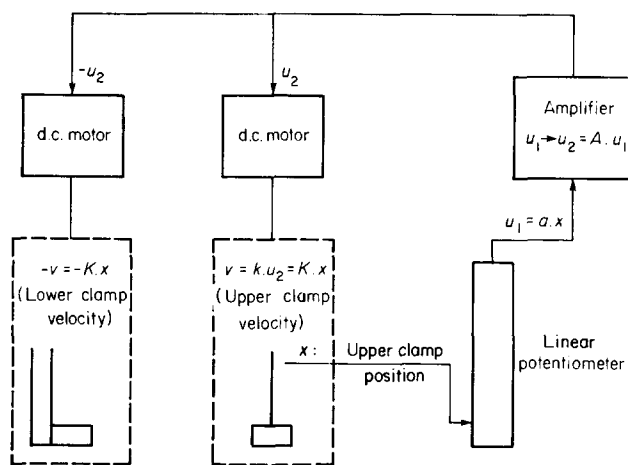 -u₂
u₂
d.c. motor
d.c. motor
Amplifier
u₁→u₂=A.u₁
u₁=a.x
-v=-K.x
(Lower clamp
velocity)
v=k.u₂=K.x
(Upper clamp
velocity)
x:
Upper clamp
position
Linear
potentiometer